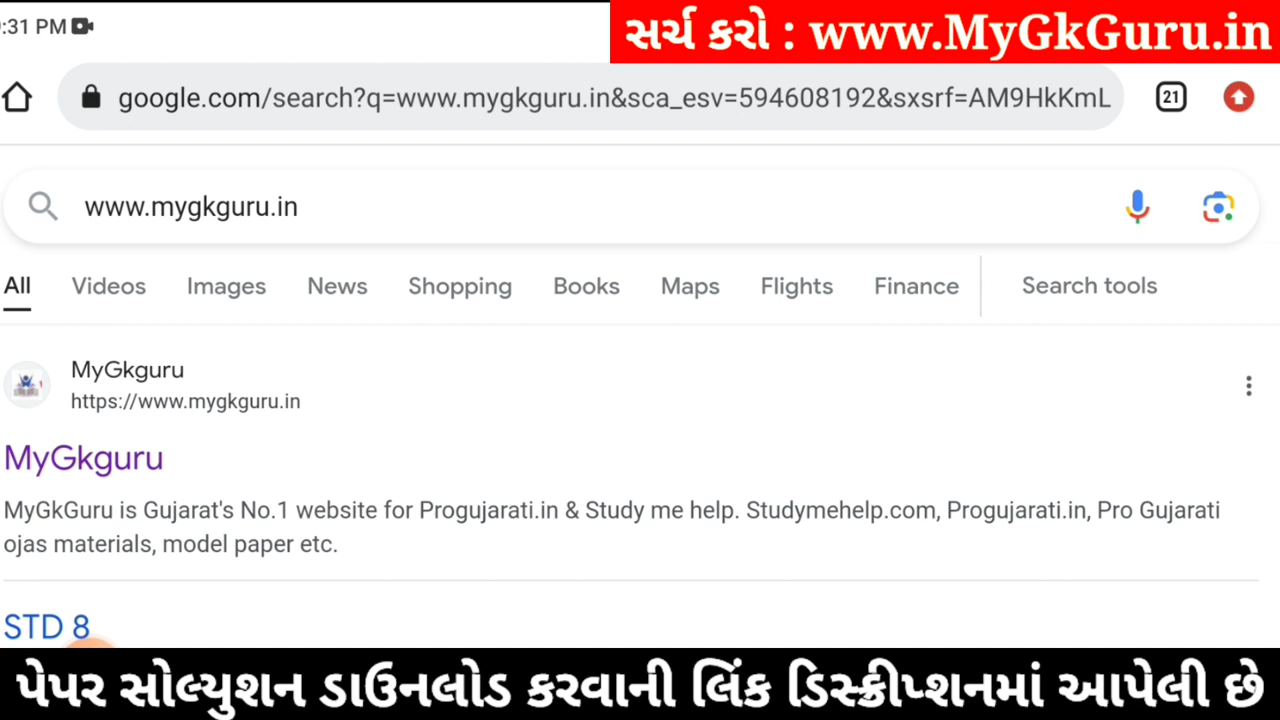 :31 PM
સર્ચ કરો : www.MyGkGuru.in
google.com/search?q=www.mygkguru.in&sca_esv=594608192&sxsrf=AM9HkKmL
21
www.mygkguru.in
All Videos Images News Shopping Books Maps Flights Finance Search tools
MyGkguru
https://www.mygkguru.in
MyGkguru
MyGkGuru is Gujarat's No.1 website for Progujarati.in & Study me help. Studymehelp.com, Progujarati.in, Pro Gujarati
ojas materials, model paper etc.
STD 8
પેપર સોલ્યુશન ડાઉનલોડ કરવાની લિંક ડિસ્ક્રીપ્શનમાં આપેલી છે